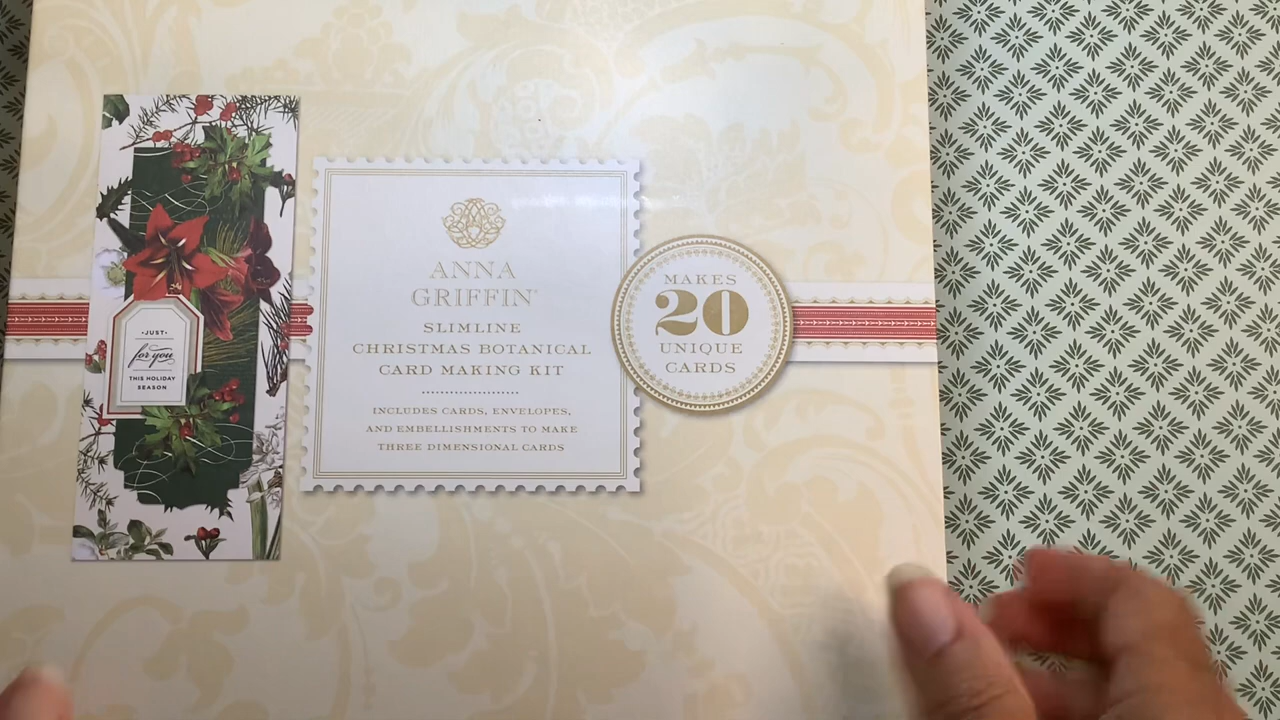 ·JUST·
for you
THIS HOLIDAY
SEASON
ANNA
GRIFFIN®
SLIMLINE
CHRISTMAS BOTANICAL
CARD MAKING KIT
INCLUDES CARDS, ENVELOPES,
AND EMBELLISHMENTS TO MAKE
THREE DIMENSIONAL CARDS
MAKES
20
UNIQUE
CARDS